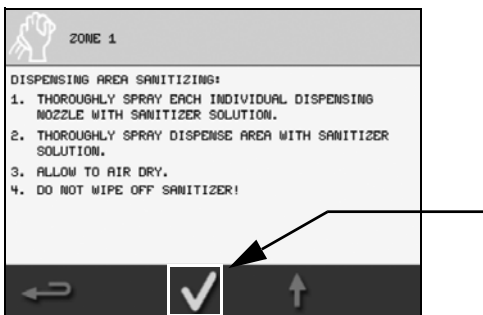 ZONE 1
DISPENSING AREA SANITIZING:
1. THOROUGHLY SPRAY EACH INDIVIDUAL DISPENSING
NOZZLE WITH SANITIZER SOLUTION.
2. THOROUGHLY SPRAY DISPENSE AREA WITH SANITIZER
SOLUTION.
3. ALLOW TO AIR DRY.
4. DO NOT WIPE OFF SANITIZER!